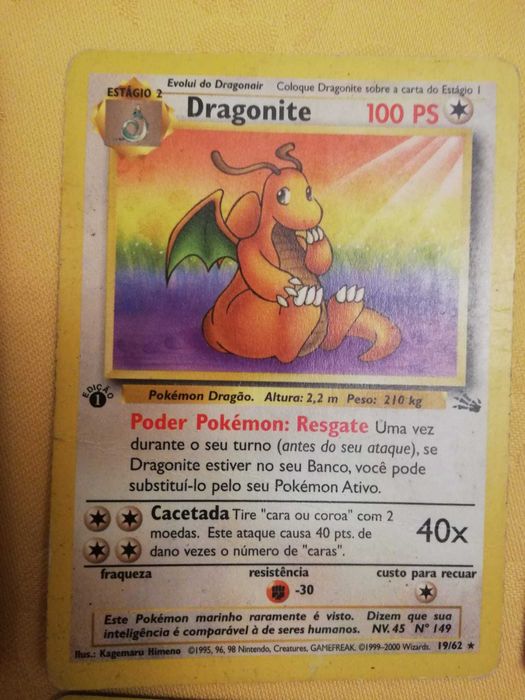 Evolui do Dragonair Coloque Dragonite sobre a carta do Estágio 1
ESTÁGIO 2
Dragonite 100 PS
EDIÇÃO
1
Pokémon Dragão. Altura: 2,2 m Peso: 210 kg
Poder Pokémon: Resgate Uma vez
durante o seu turno (antes do seu ataque), se
Dragonite estiver no seu Banco, você pode
substituí-lo pelo seu Pokémon Ativo.
Cacetada Tire "cara ou coroa" com 2
moedas. Este ataque causa 40 pts. de
dano vezes o número de "caras".
40x
fraqueza resistência custo para recuar
-30
Este Pokémon marinho raramente é visto. Dizem que sua
inteligência é comparável à de seres humanos. NV. 45 Nº 149
Ilus.: Kagemaru Himeno ©1995, 96, 98 Nintendo, Creatures, GAMEFREAK. ©1999-2000 Wizards. 19/62 ★